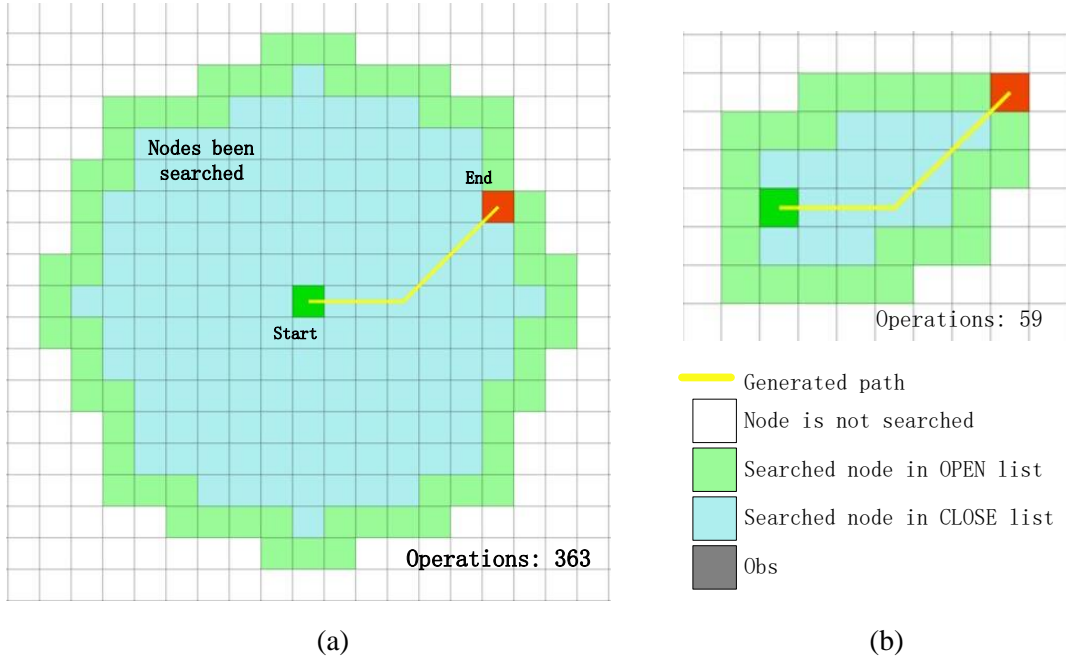 Nodes been
searched
End
Start
Operations: 363
(a)
Operations: 59
Generated path
Node is not searched
Searched node in OPEN list
Searched node in CLOSE list
Obs
(b)